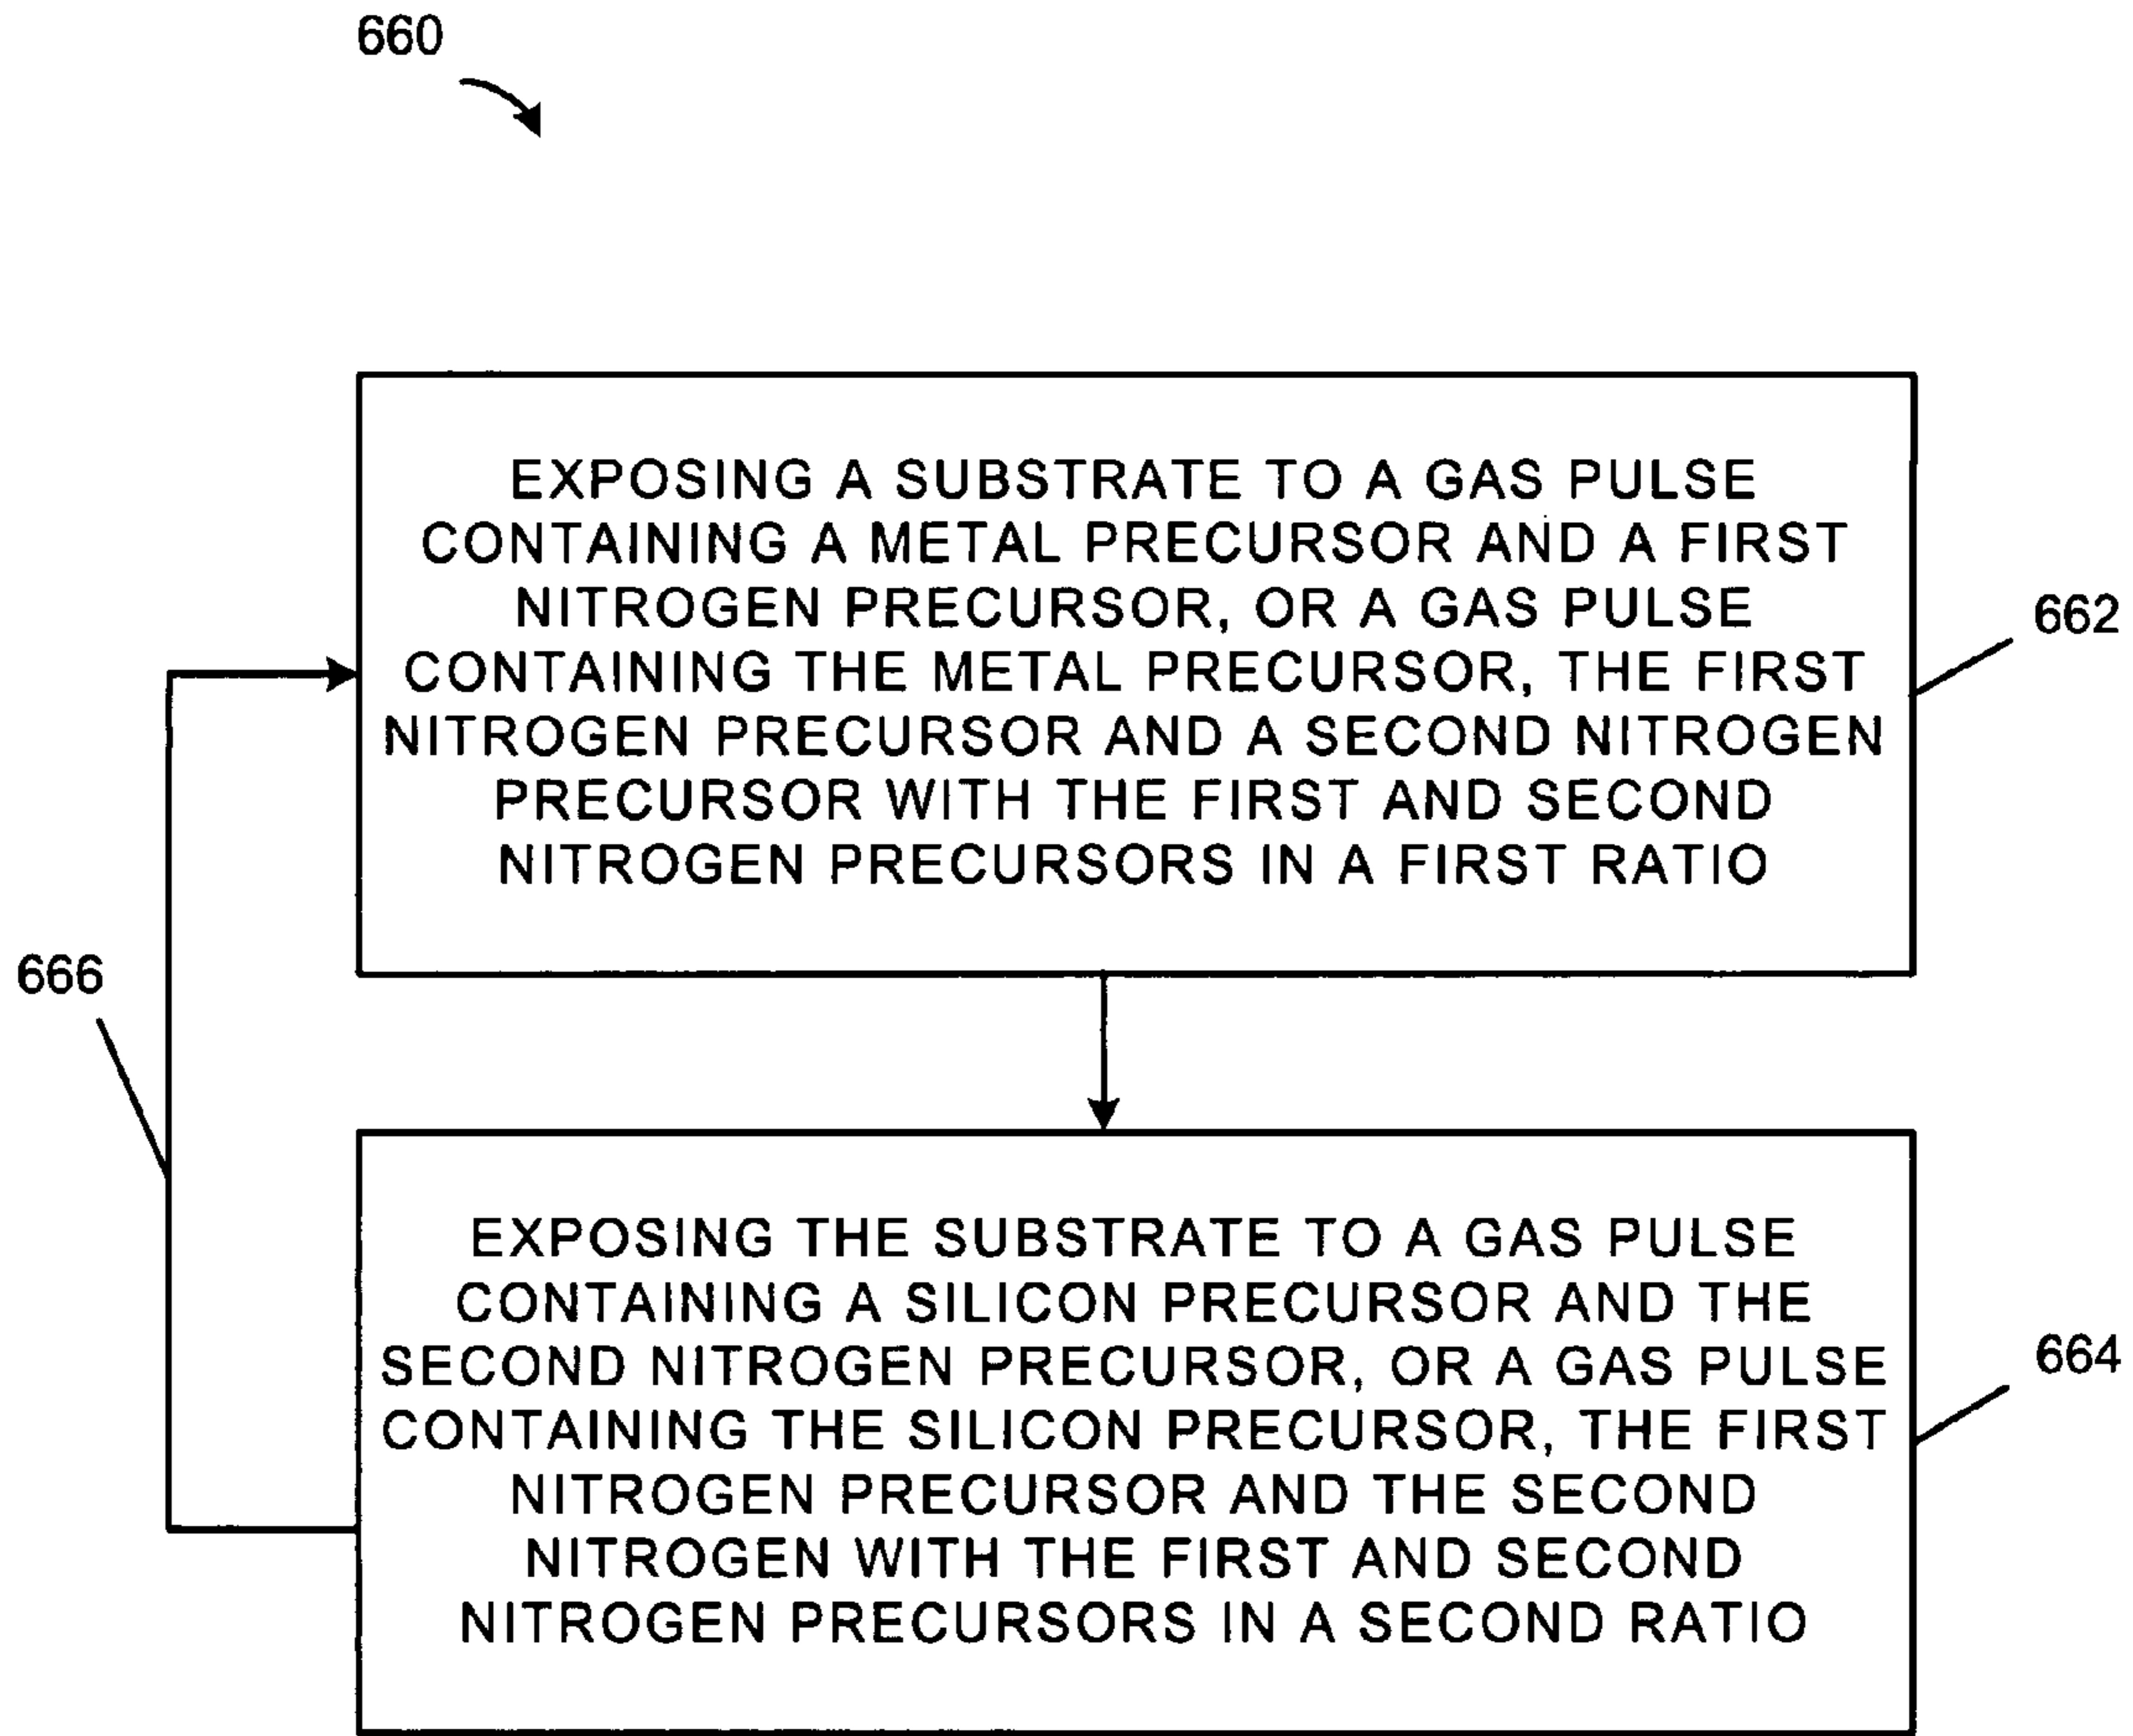 660
EXPOSING A SUBSTRATE TO A GAS PULSE
CONTAINING A METAL PRECURSOR AND A FIRST
NITROGEN PRECURSOR, OR A GAS PULSE
CONTAINING THE METAL PRECURSOR, THE FIRST
NITROGEN PRECURSOR AND A SECOND NITROGEN
PRECURSOR WITH THE FIRST AND SECOND
NITROGEN PRECURSORS IN A FIRST RATIO
662
666
EXPOSING THE SUBSTRATE TO A GAS PULSE
CONTAINING A SILICON PRECURSOR AND THE
SECOND NITROGEN PRECURSOR, OR A GAS PULSE
CONTAINING THE SILICON PRECURSOR, THE FIRST
NITROGEN PRECURSOR AND THE SECOND
NITROGEN WITH THE FIRST AND SECOND
NITROGEN PRECURSORS IN A SECOND RATIO
664